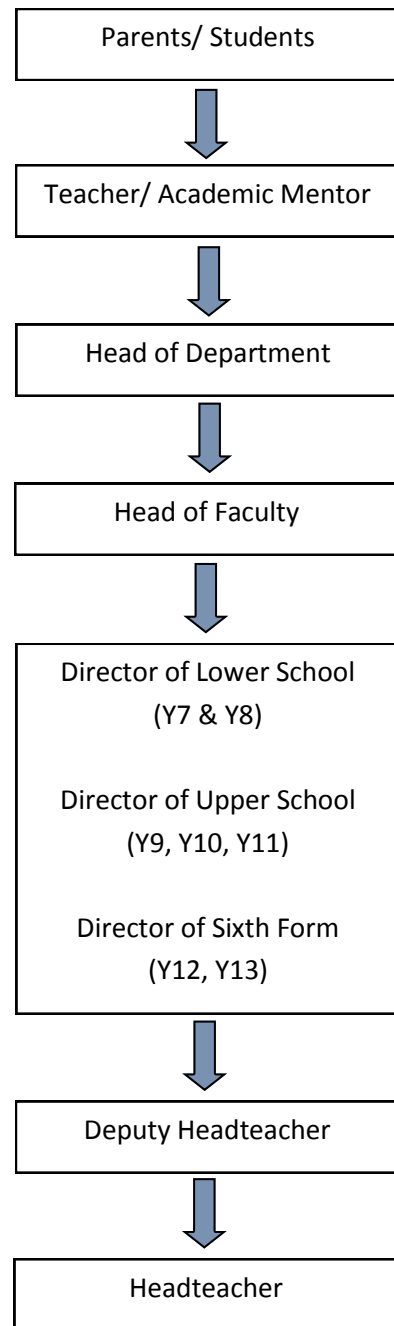 Parents/ Students
Teacher/ Academic Mentor
Head of Department
Head of Faculty
Director of Lower School
(Y7 & Y8)
Director of Upper School
(Y9, Y10, Y11)
Director of Sixth Form
(Y12, Y13)
Deputy Headteacher
Headteacher